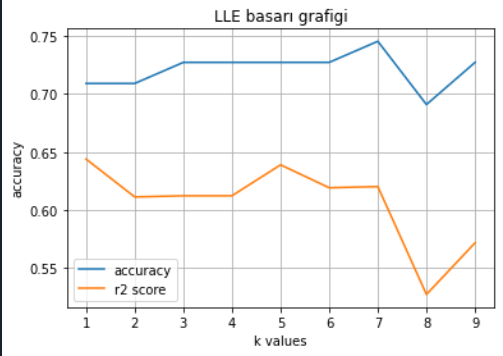 LLE basarı grafigi
0.75
0.70
0.65
0.60
0.55
accuracy
accuracy
r2 score
1 2 3 4 5 6 7 8 9
k values